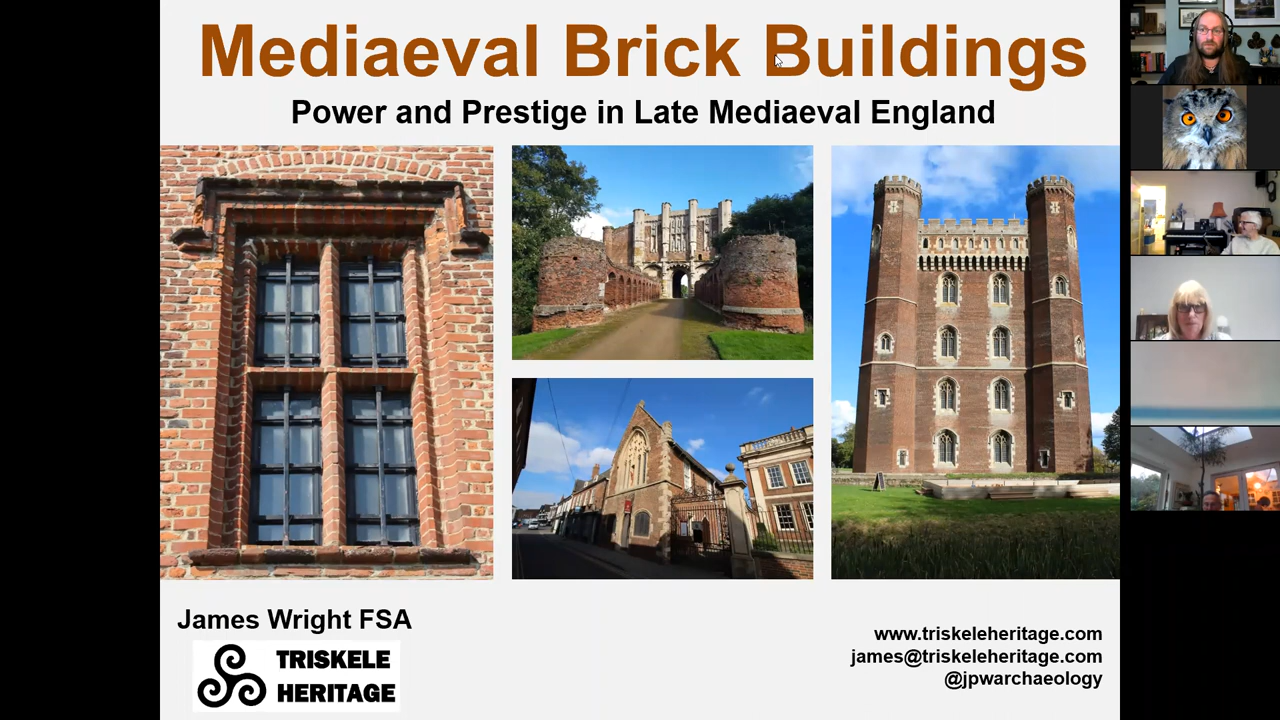 Mediaeval Brick Buildings
Power and Prestige in Late Mediaeval England
James Wright FSA
TRISKELE
HERITAGE
www.triskeleheritage.com
james@triskeleheritage.com
@jpwarchaeology